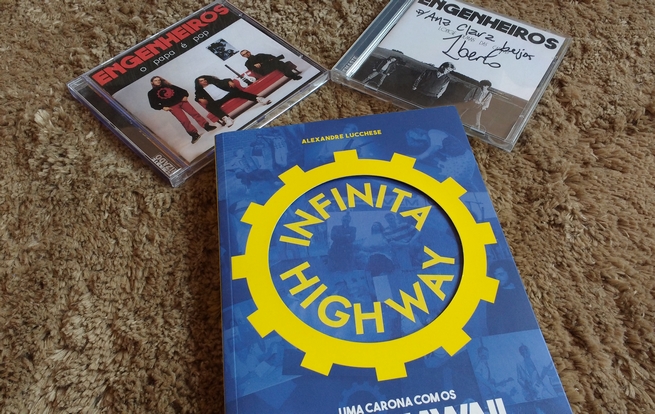 ENGENHEIROS
o papa é pop
ENGENHEIROS
p/Ana Clara beijos
ALEXANDRE LUCCHESE
INFINITA
HIGHWAY
UMA CARONA COM OS